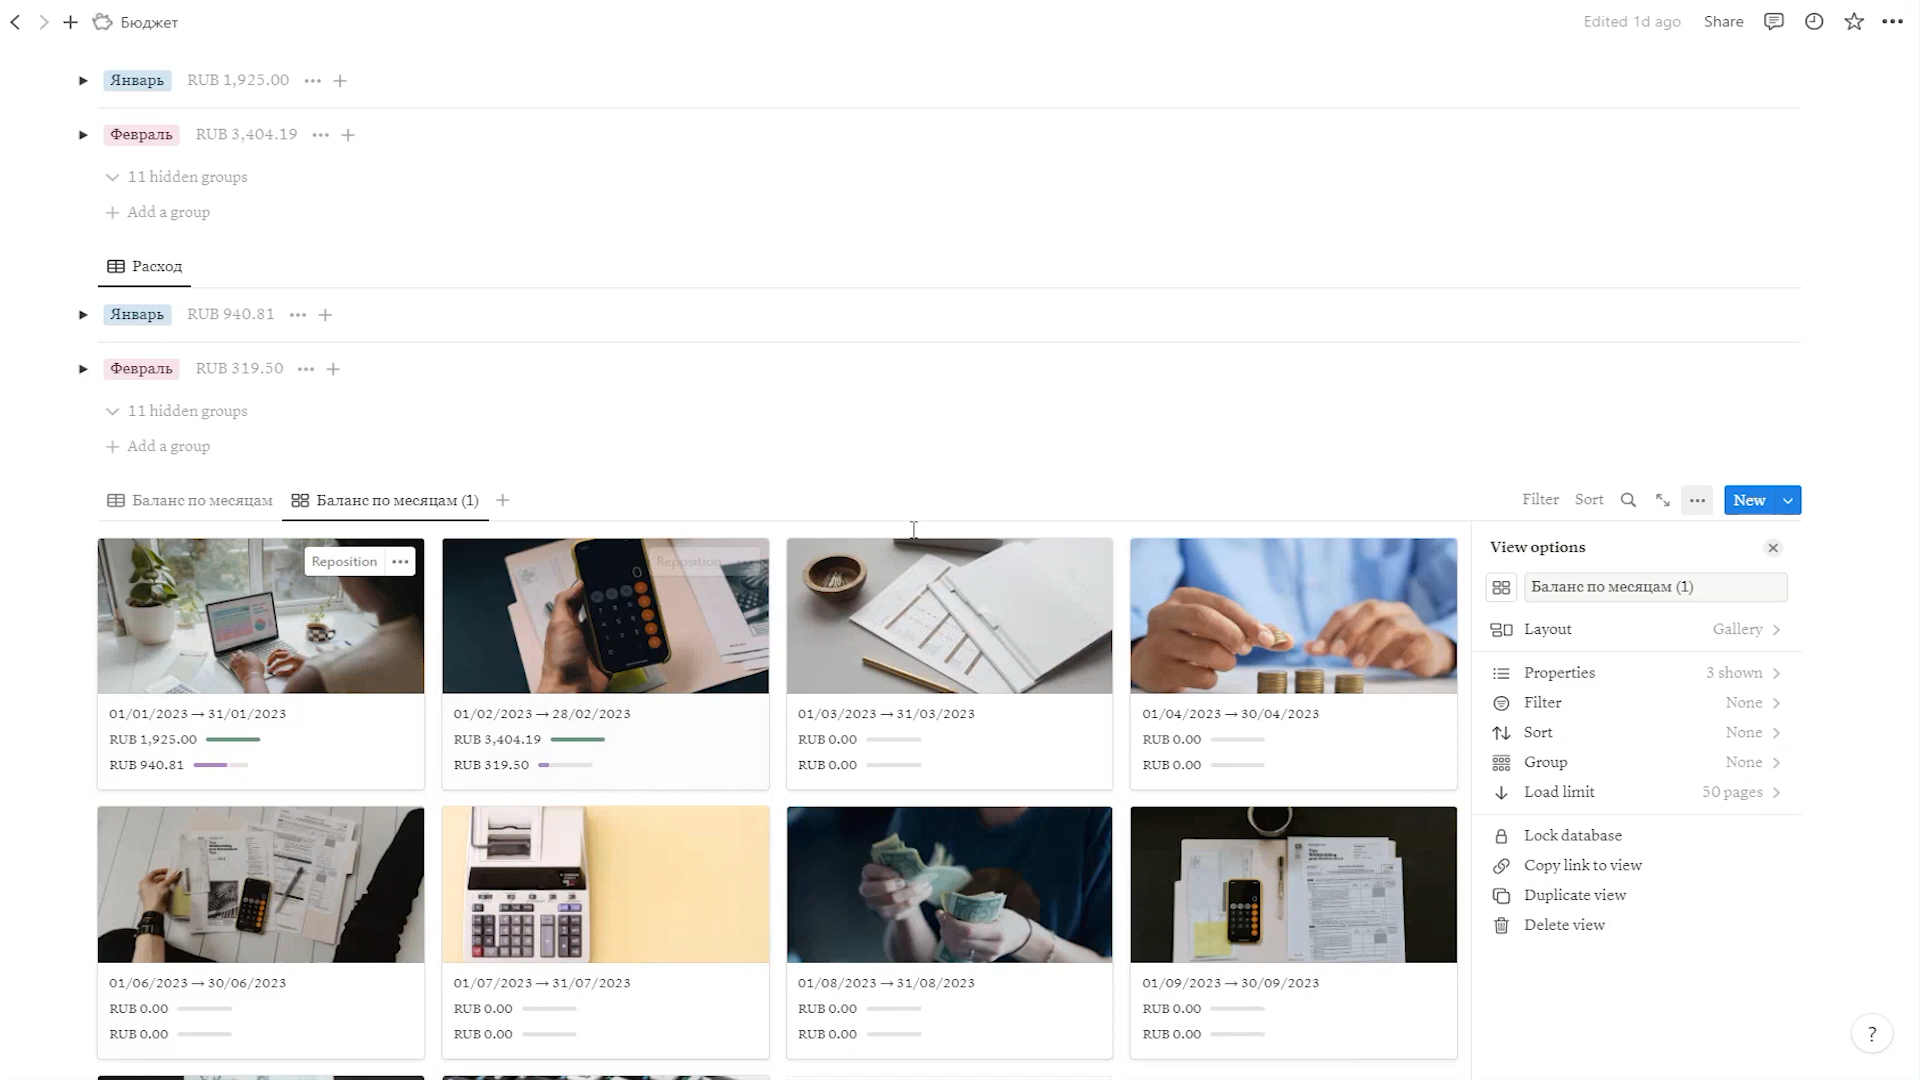 Бюджет
Edited 1d ago Share
Январь RUB 1,925.00
Февраль RUB 3,404.19
11 hidden groups
Add a group
Расход
Январь RUB 940.81
Февраль RUB 319.50
11 hidden groups
Add a group
Баланс по месяцам Баланс по месяцам (1)
Filter Sort New
Reposition
Reposition
01/01/2023 → 31/01/2023
RUB 1,925.00
RUB 940.81
01/02/2023 → 28/02/2023
RUB 3,404.19
RUB 319.50
01/03/2023 → 31/03/2023
RUB 0.00
RUB 0.00
01/04/2023 → 30/04/2023
RUB 0.00
RUB 0.00
01/06/2023 → 30/06/2023
RUB 0.00
RUB 0.00
01/07/2023 → 31/07/2023
RUB 0.00
RUB 0.00
01/08/2023 → 31/08/2023
RUB 0.00
RUB 0.00
01/09/2023 → 30/09/2023
RUB 0.00
RUB 0.00
View options
Баланс по месяцам (1)
Layout Gallery
Properties 3 shown
Filter None
Sort None
Group None
Load limit 50 pages
Lock database
Copy link to view
Duplicate view
Delete view
?